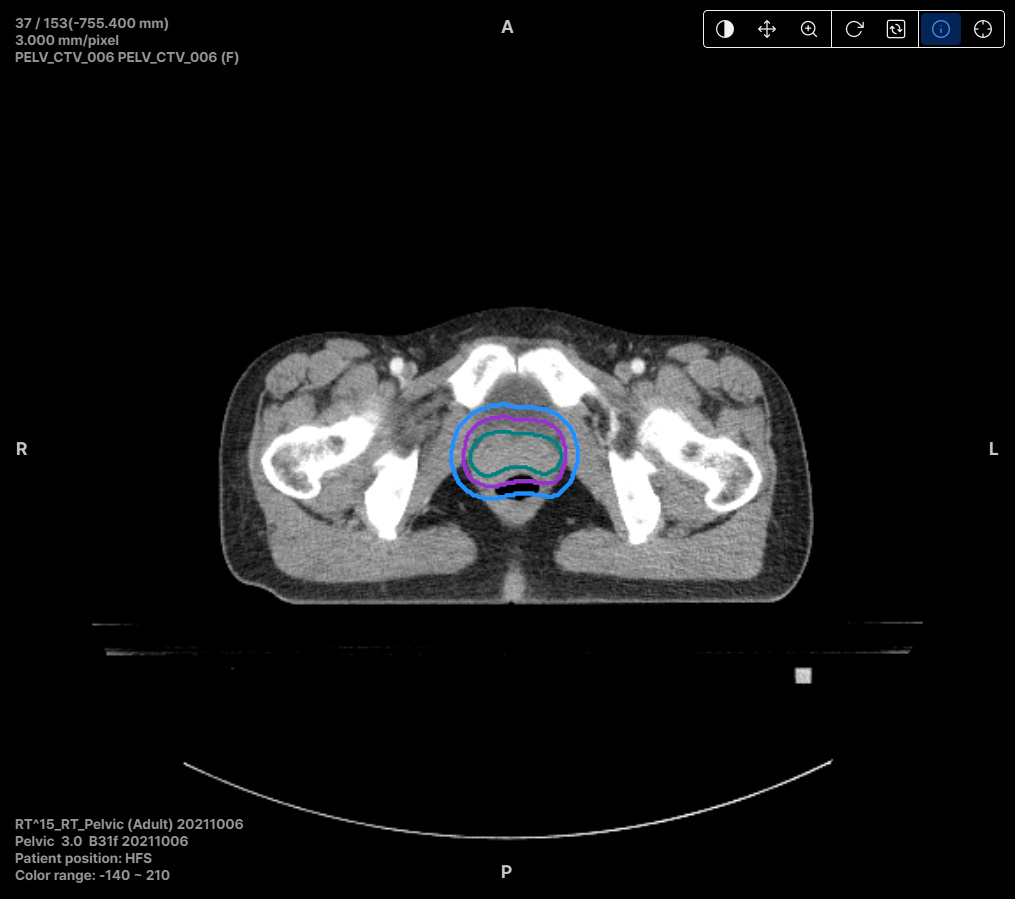 37 / 153(-755.400 mm)
3.000 mm/pixel
PELV_CTV_006 PELV_CTV_006 (F)
A
R
L
RT^15_RT_Pelvic (Adult) 20211006
Pelvic  3.0  B31f 20211006
Patient position: HFS
Color range: -140 ~ 210
P